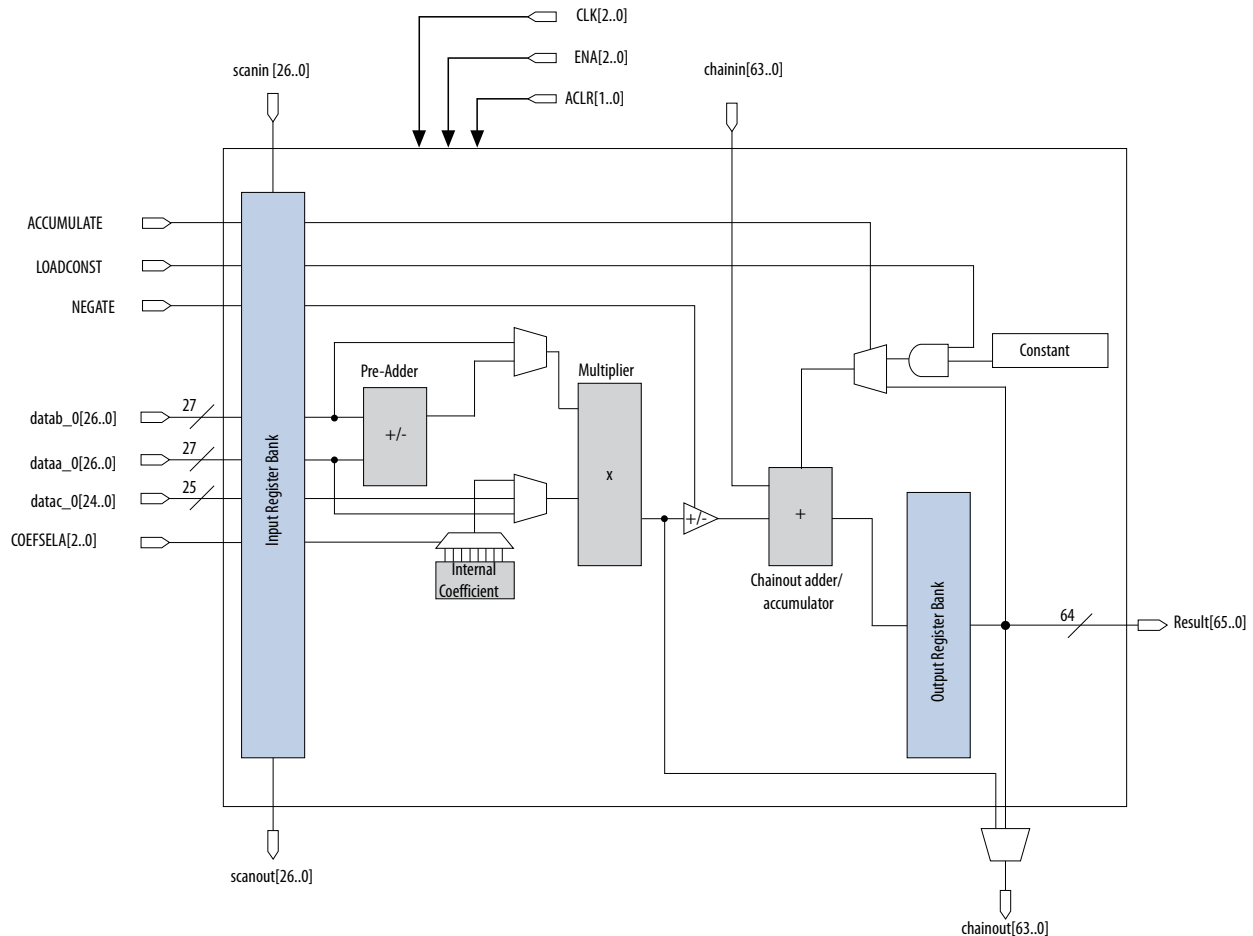 CLK[2..0]
ENA[2..0]
ACLR[1..0]
scanin [26..0]
chainin[63..0]
ACCUMULATE
LOADCONST
NEGATE
Constant
Pre-Adder
Multiplier
27
datab_0[26..0]
+/-
27
dataa_0[26..0]
x
25
datac_0[24..0]
COEFSELA[2..0]
Input Register Bank
Internal
Coefficient
+/-
+
Chainout adder/
accumulator
Output Register Bank
64
Result[65..0]
scanout[26..0]
chainout[63..0]